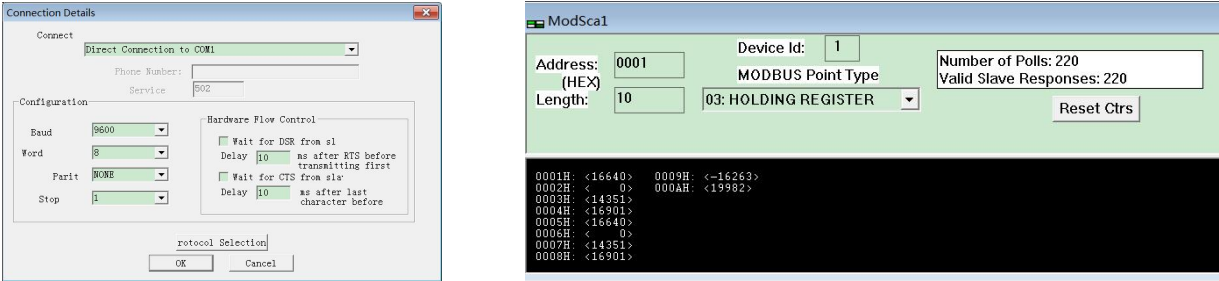 Connection Details
Connect
Direct Connection to COM1
Phone Number:
Service 502
Configuration
Baud 9600
Word 8
Parit NONE
Stop 1
Hardware Flow Control
Wait for DSR from sl
Delay 10 ms after RTS before
transmitting first
Wait for CTS from sla
Delay 10 ms after last
character before
rotocol Selection
OK Cancel
ModSca1
Address: 0001
(HEX)
Length: 10
Device Id: 1
MODBUS Point Type
03: HOLDING REGISTER
Number of Polls: 220
Valid Slave Responses: 220
Reset Ctrs
0001H: <16640> 0009H: <-16263>
0002H: < 0> 000AH: <19982>
0003H: <14351>
0004H: <16901>
0005H: <16640>
0006H: < 0>
0007H: <14351>
0008H: <16901>